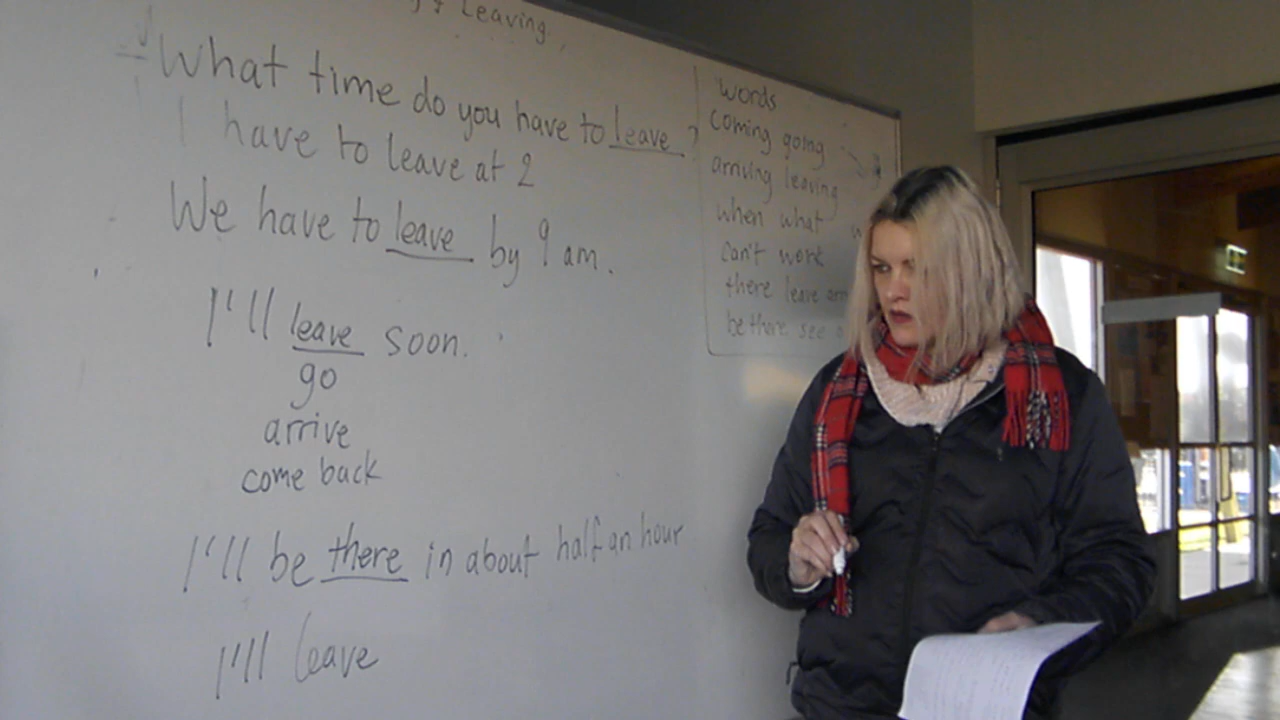 & Leaving
What time do you have to leave ?
I have to leave at 2
We have to leave by 9 am.
I'll leave soon.
go
arrive
come back
I'll be there in about half an hour
I'll leave
words
coming going
arriving leaving
when what
can't work
there leave
be there see